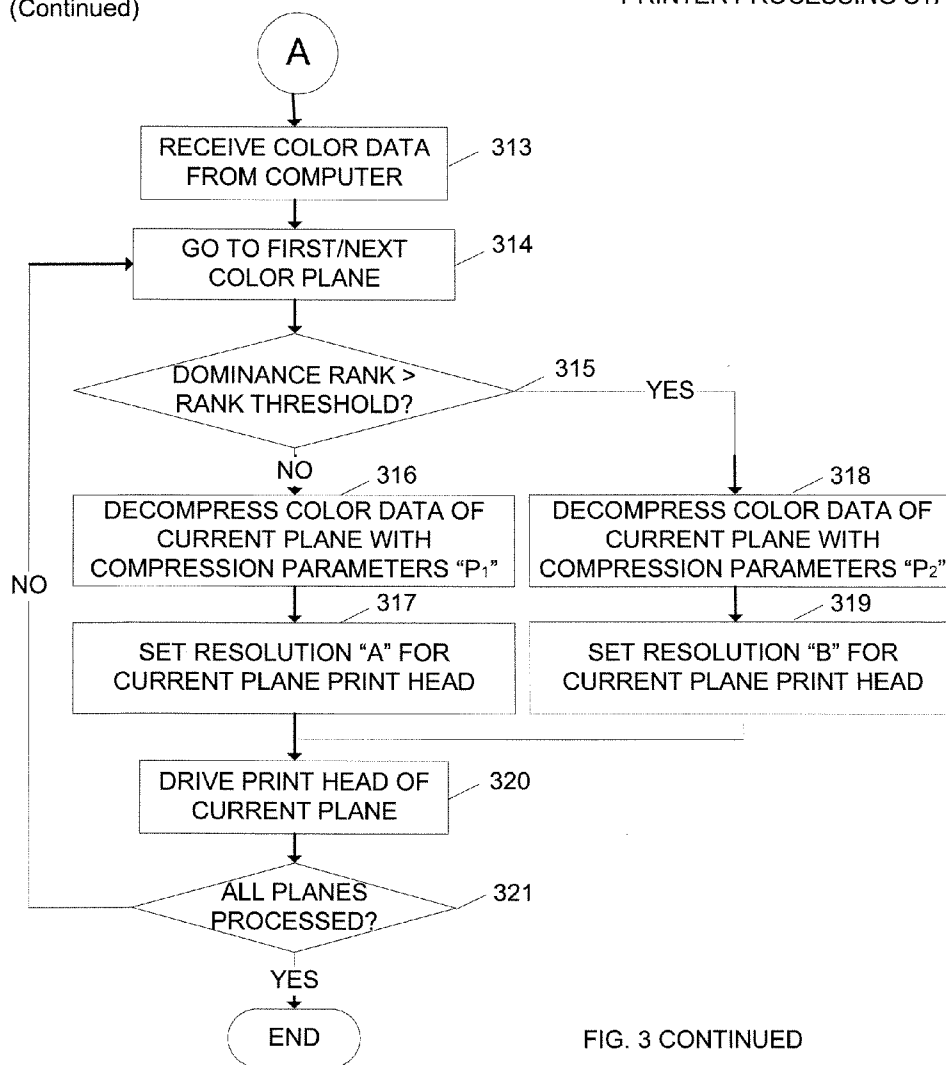 (Continued)
PRINTER PROCESSING
A
RECEIVE COLOR DATA
FROM COMPUTER
313
GO TO FIRST/NEXT
COLOR PLANE
314
DOMINANCE RANK >
RANK THRESHOLD?
315
YES
NO
316
DECOMPRESS COLOR DATA OF
CURRENT PLANE WITH
COMPRESSION PARAMETERS “P1”
318
DECOMPRESS COLOR DATA OF
CURRENT PLANE WITH
COMPRESSION PARAMETERS “P2”
NO
317
SET RESOLUTION “A” FOR
CURRENT PLANE PRINT HEAD
319
SET RESOLUTION “B” FOR
CURRENT PLANE PRINT HEAD
DRIVE PRINT HEAD OF
CURRENT PLANE
320
ALL PLANES
PROCESSED?
321
YES
END
FIG. 3 CONTINUED